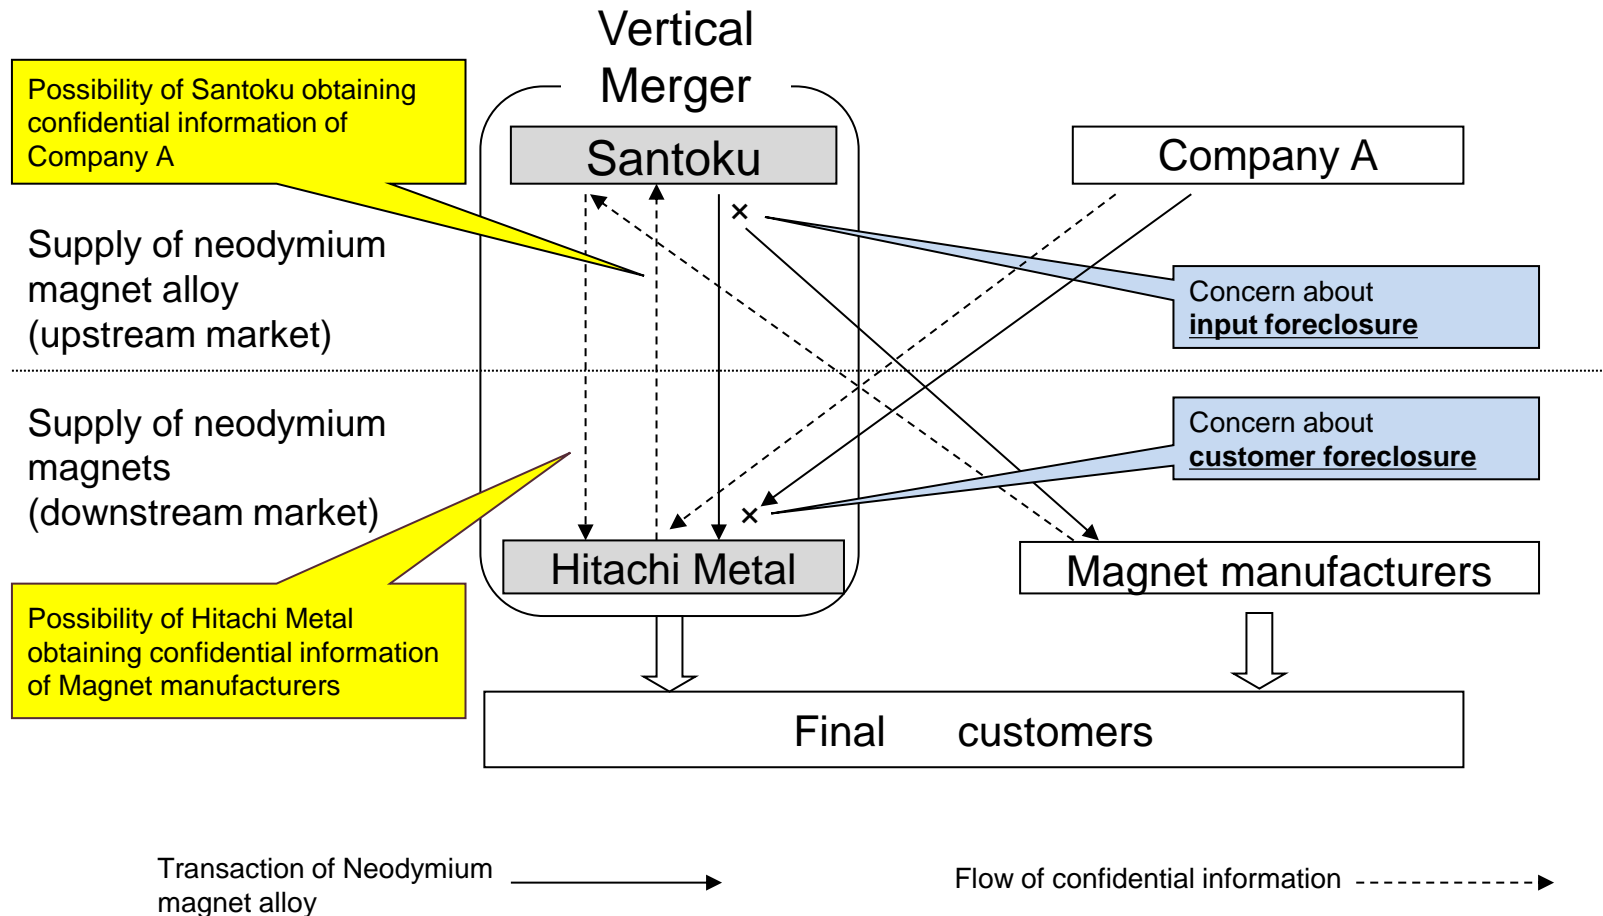 Vertical
Merger
Possibility of Santoku obtaining
confidential information of
Company A
Santoku
Company A
×
Supply of neodymium
magnet alloy
(upstream market)
Concern about
input foreclosure
Supply of neodymium
magnets
(downstream market)
Concern about
customer foreclosure
×
Hitachi Metal
Magnet manufacturers
Possibility of Hitachi Metal
obtaining confidential information
of Magnet manufacturers
Final customers
Transaction of Neodymium
magnet alloy
Flow of confidential information